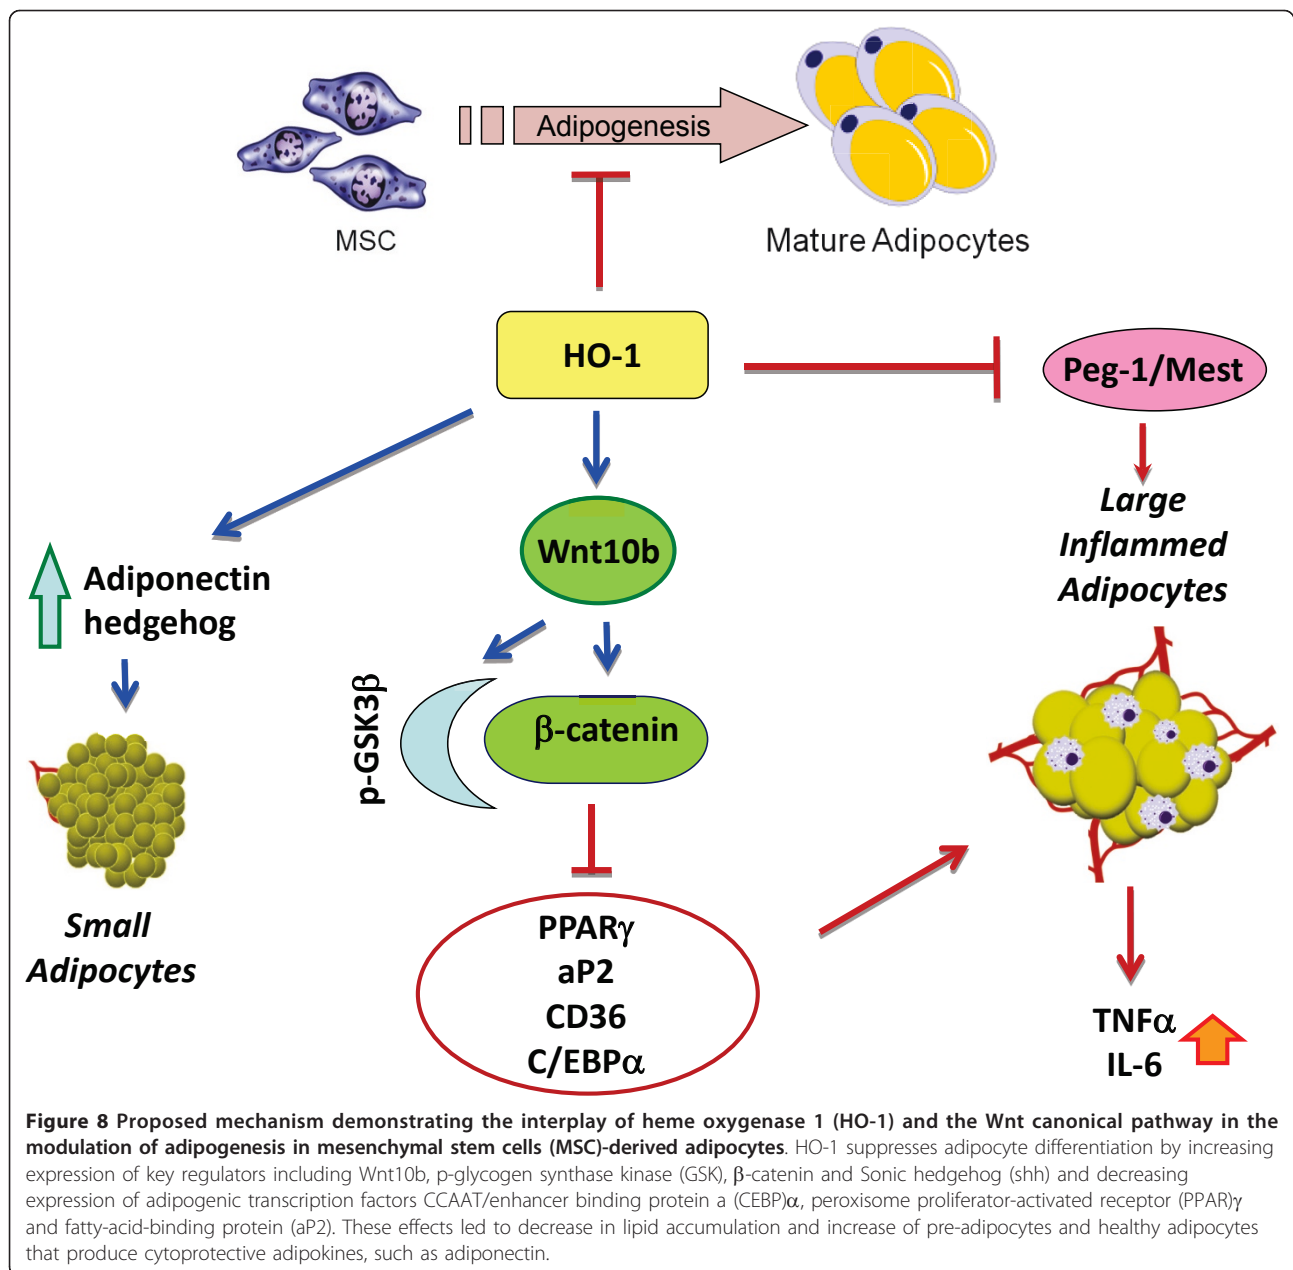 Adipogenesis
MSC
Mature Adipocytes
HO-1
Peg-1/Mest
Large
Inflammed
Adipocytes
Wnt10b
Adiponectin
hedgehog
p-GSK3β
β-catenin
Small
Adipocytes
PPARγ
aP2
CD36
C/EBPα
TNFα
IL-6
Figure 8 Proposed mechanism demonstrating the interplay of heme oxygenase 1 (HO-1) and the Wnt canonical pathway in the
modulation of adipogenesis in mesenchymal stem cells (MSC)-derived adipocytes. HO-1 suppresses adipocyte differentiation by increasing
expression of key regulators including Wnt10b, p-glycogen synthase kinase (GSK), β-catenin and Sonic hedgehog (shh) and decreasing
expression of adipogenic transcription factors CCAAT/enhancer binding protein a (CEBP)α, peroxisome proliferator-activated receptor (PPAR)γ
and fatty-acid-binding protein (aP2). These effects led to decrease in lipid accumulation and increase of pre-adipocytes and healthy adipocytes
that produce cytoprotective adipokines, such as adiponectin.